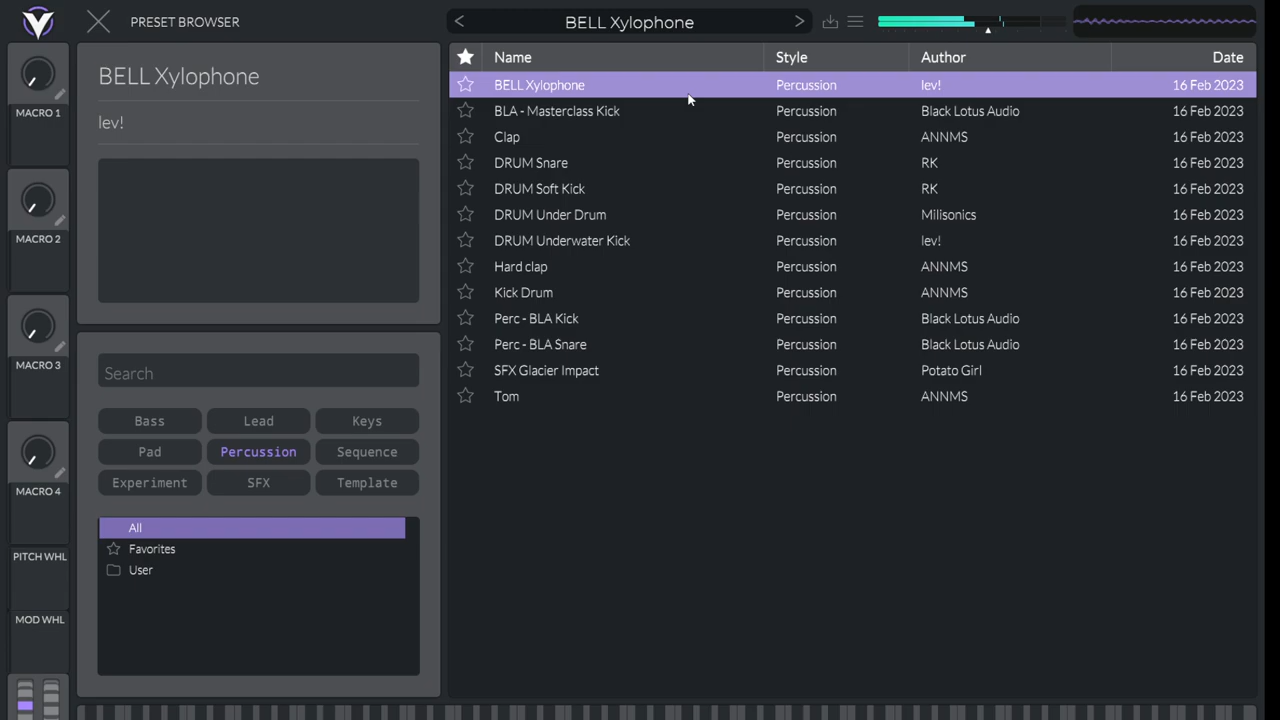 PRESET BROWSER
BELL Xylophone
MACRO 1
MACRO 2
MACRO 3
MACRO 4
PITCH WHL
MOD WHL
BELL Xylophone
lev!
Search
Bass Lead Keys
Pad Percussion Sequence
Experiment SFX Template
All
Favorites
User
Name Style Author Date
BELL Xylophone Percussion lev! 16 Feb 2023
BLA - Masterclass Kick Percussion Black Lotus Audio 16 Feb 2023
Clap Percussion ANNMS 16 Feb 2023
DRUM Snare Percussion RK 16 Feb 2023
DRUM Soft Kick Percussion RK 16 Feb 2023
DRUM Under Drum Percussion Milisonics 16 Feb 2023
DRUM Underwater Kick Percussion lev! 16 Feb 2023
Hard clap Percussion ANNMS 16 Feb 2023
Kick Drum Percussion ANNMS 16 Feb 2023
Perc - BLA Kick Percussion Black Lotus Audio 16 Feb 2023
Perc - BLA Snare Percussion Black Lotus Audio 16 Feb 2023
SFX Glacier Impact Percussion Potato Girl 16 Feb 2023
Tom Percussion ANNMS 16 Feb 2023